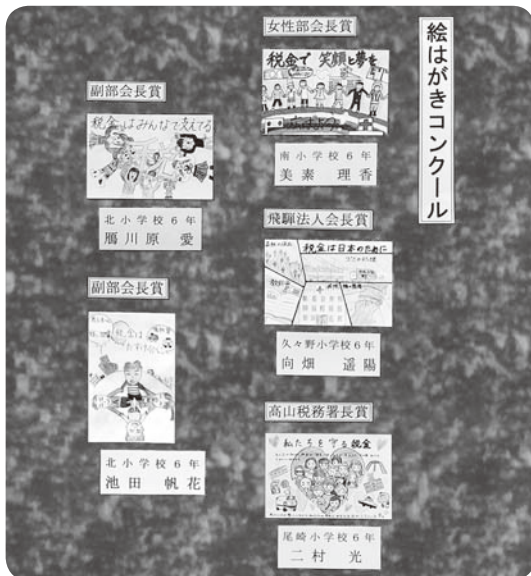 絵はがきコンクール
女性部会長賞
税金で 笑顔と夢を
南小学校6年
美素 理香
飛騨法人会長賞
税金は日本のために
久々野小学校6年
向畑 遥陽
高山税務署長賞
私たちを守る税金
尾崎小学校6年
二村 光
副部会長賞
税金はみんなで支えてる
北小学校6年
鴈川原 愛
副部会長賞
税金は
北小学校6年
池田 帆花